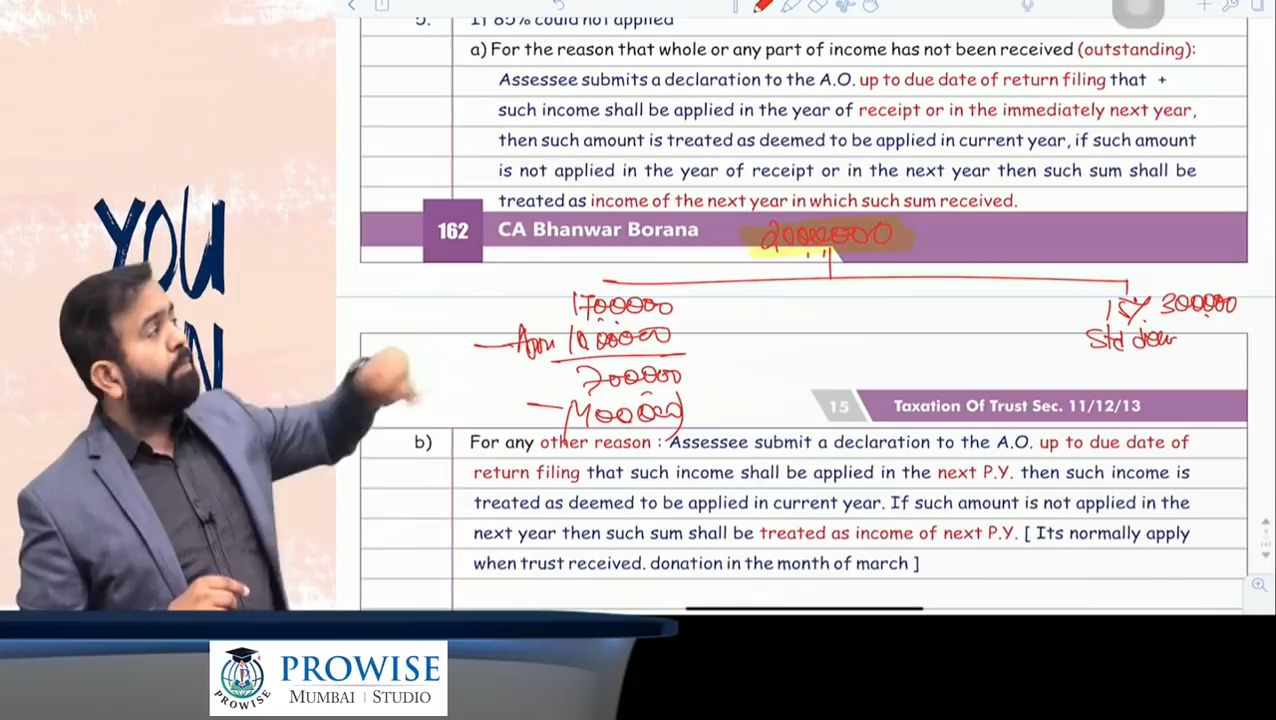 5. If 85% could not applied
a) For the reason that whole or any part of income has not been received (outstanding):
Assessee submits a declaration to the A.O. up to due date of return filing that +
such income shall be applied in the year of receipt or in the immediately next year,
then such amount is treated as deemed to be applied in current year, if such amount
is not applied in the year of receipt or in the next year then such sum shall be
treated as income of the next year in which such sum received.
162 CA Bhanwar Borana 2000000
1700000 15% 300000
1000000 Std
700000
15 Taxation Of Trust Sec. 11/12/13
b) For any other reason : Assessee submit a declaration to the A.O. up to due date of
return filing that such income shall be applied in the next P.Y. then such income is
treated as deemed to be applied in current year. If such amount is not applied in the
next year then such sum shall be treated as income of next P.Y. [ Its normally apply
when trust received. donation in the month of march ]
YOU
PROWISE
MUMBAI | STUDIO
PROWISE